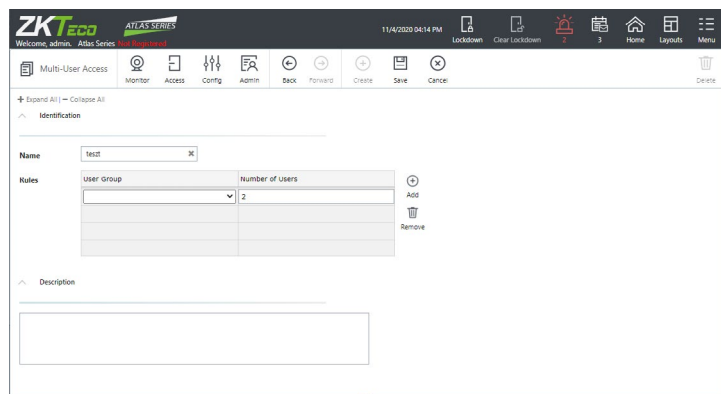 ZKTeco ATLAS SERIES
Welcome, admin. Atlas Series Not Registered
11/4/2020 04:14 PM
Lockdown
Clear Lockdown
2
3
Home
Layouts
Menu
Multi-User Access
Monitor
Access
Config
Admin
Back
Forward
Create
Save
Cancel
Delete
+ Expand All | − Collapse All
Identification
Name
teszt
Rules
User Group
Number of Users
2
Add
Remove
Description